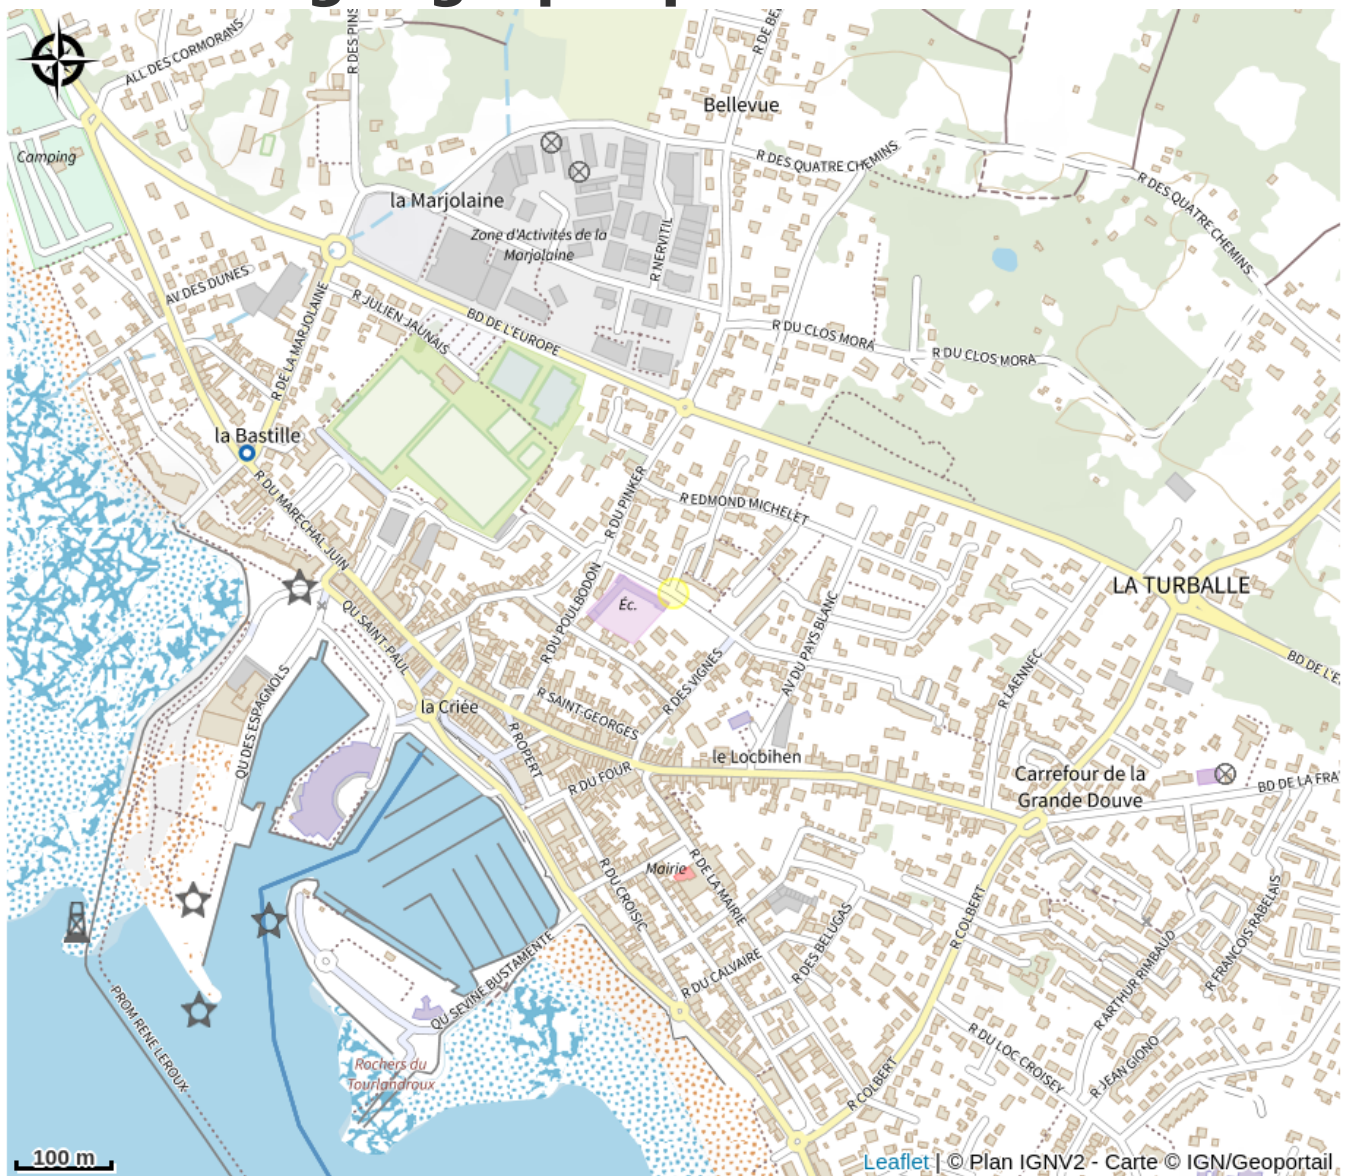 ALL DES CORMORANS
R DES PINS
R DE BE
Bellevue
Camping
R DES QUATRE CHEMINS
R DES QUATRE CHEMINS
la Marjolaine
Zone d'Activités de la
Marjolaine
R NERVITIL
AV DES DUNES
R JULIEN JAUNAIS
BD DE L'EUROPE
R DU CLOS MORA
R DU CLOS MORA
R DE LA MARJOLAINE
la Bastille
R DU MARECHAL JUIN
R DU PINKER
R EDMOND MICHELET
LA TURBALLE
Éc.
R DU POULBODON
QU SAINT-PAUL
AV DU PAYS BLANC
R DES VIGNES
R LAENNEC
BD DE L'E
QU DES ESPAGNOLS
la Criée
R SAINT-GEORGES
R ROPERT
R DU FOUR
le Locbihen
Carrefour de la
Grande Douve
BD DE LA FRA
Mairie
R DE LA MAIRIE
R DU CROISIC
R DES BELUGAS
R COLBERT
R FRANCOIS RABELAIS
R ARTHUR RIMBAUD
R DU CALVAIRE
QU SEVINE BUSTAMENTE
PROM RENE LEROUX
Rochers du
Tourlandroux
R DU LOC CROISEY
R JEAN GIONO
R COLBERT
100 m
Leaflet | © Plan IGNV2 - Carte © IGN/Geoportail